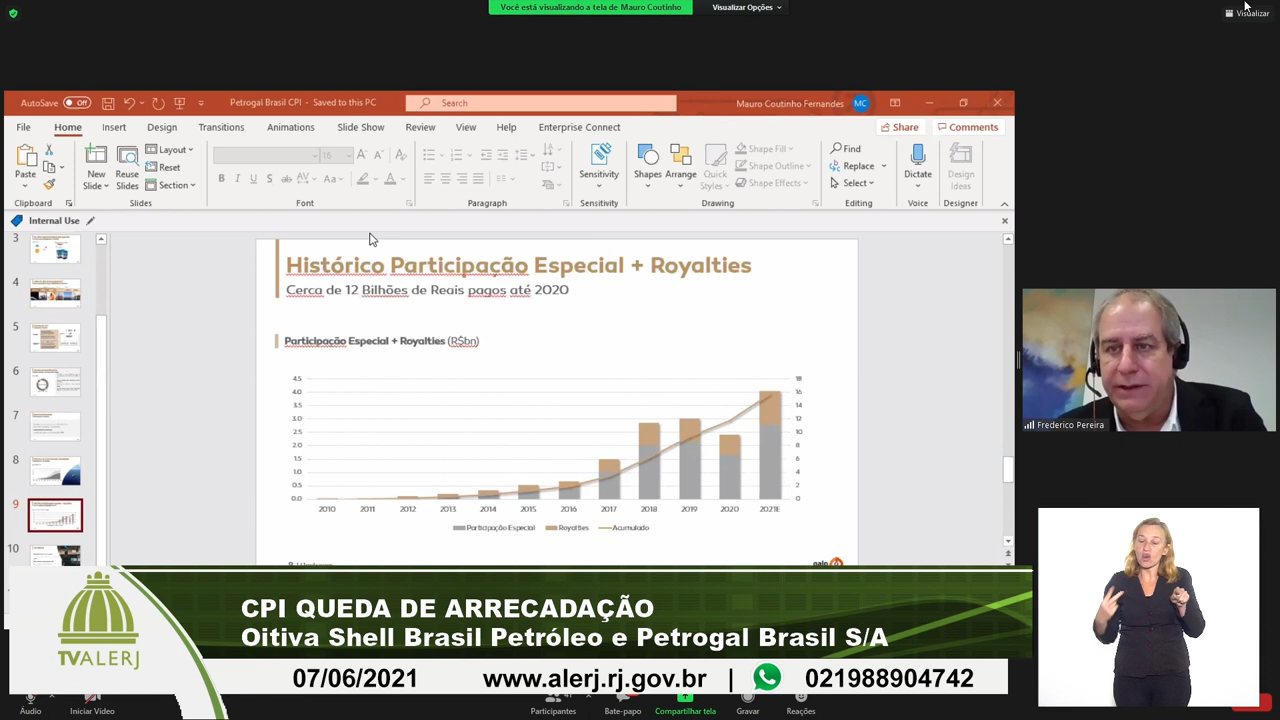 Você está visualizando a tela de Mauro Coutinho
Visualizar Opções
Visualizar
AutoSave Off
Petrogal Brasil CPI - Saved to this PC
Search
Mauro Coutinho Fernandes MC
File Home Insert Design Transitions Animations Slide Show Review View Help Enterprise Connect
Share Comments
Paste
New Slide
Reuse Slides
Layout
Reset
Section
16
Sensitivity
Shapes
Arrange
Quick Styles
Shape Fill
Shape Outline
Shape Effects
Find
Replace
Select
Dictate
Design Ideas
Clipboard Slides Font Paragraph Sensitivity Drawing Editing Voice Designer
Internal Use
3
4
5
6
7
8
9
10
Histórico Participação Especial + Royalties
Cerca de 12 Bilhões de Reais pagos até 2020
Participação Especial + Royalties (R$bn)
4.5 18
4.0 16
3.5 14
3.0 12
2.5 10
2.0 8
1.5 6
1.0 4
0.5 2
0.0 0
2010 2011 2012 2013 2014 2015 2016 2017 2018 2019 2020 2021E
Participação Especial Royalties Acumulado
galp
Frederico Pereira
TVALERJ
CPI QUEDA DE ARRECADAÇÃO
Oitiva Shell Brasil Petróleo e Petrogal Brasil S/A
07/06/2021 www.alerj.rj.gov.br | 021988904742
Áudio
Iniciar Vídeo
Participantes
Bate-papo
Compartilhar tela
Gravar
Reações